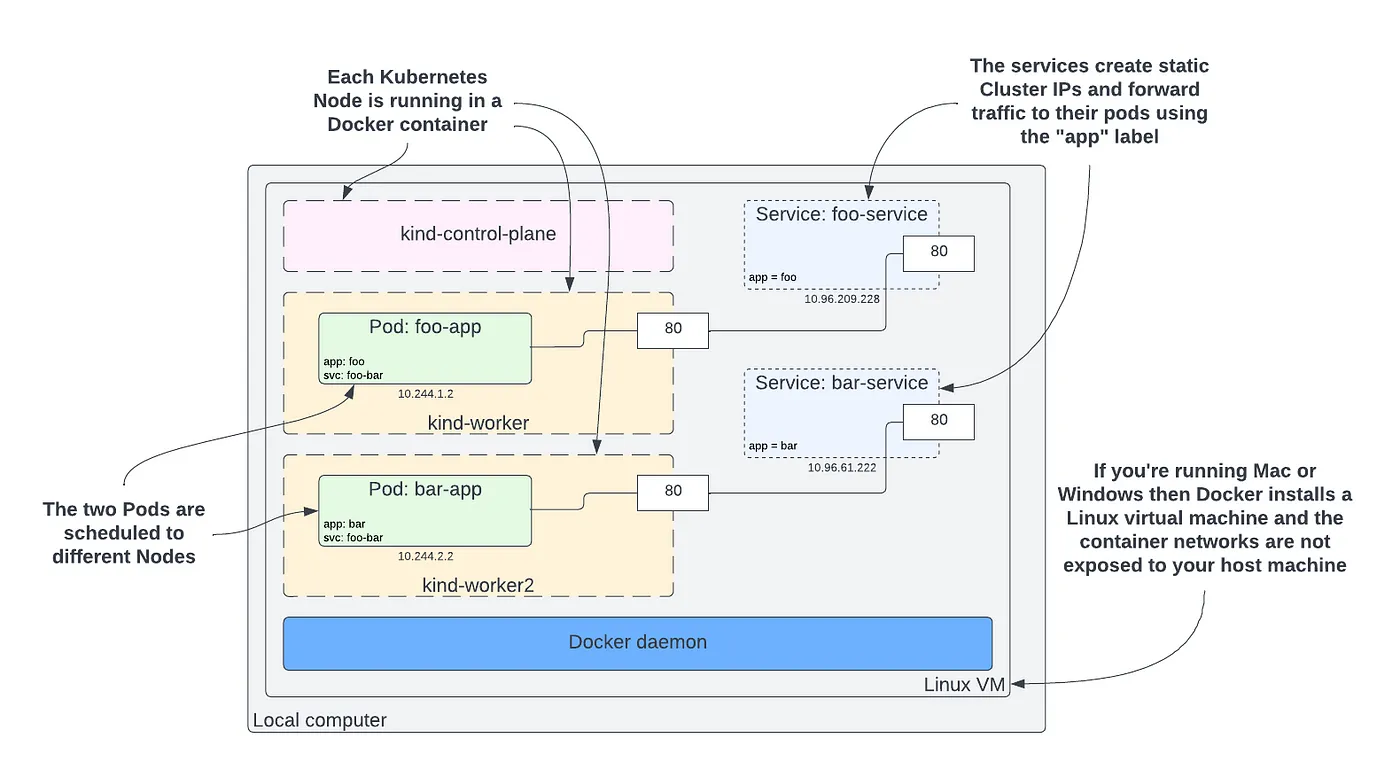 Each Kubernetes
Node is running in a
Docker container
The services create static
Cluster IPs and forward
traffic to their pods using
the "app" label
kind-control-plane
Service: foo-service
80
app = foo
10.96.209.228
Pod: foo-app
app: foo
svc: foo-bar
10.244.1.2
80
kind-worker
Service: bar-service
80
app = bar
10.96.61.222
Pod: bar-app
app: bar
svc: foo-bar
10.244.2.2
80
kind-worker2
The two Pods are
scheduled to
different Nodes
If you're running Mac or
Windows then Docker installs a
Linux virtual machine and the
container networks are not
exposed to your host machine
Docker daemon
Linux VM
Local computer